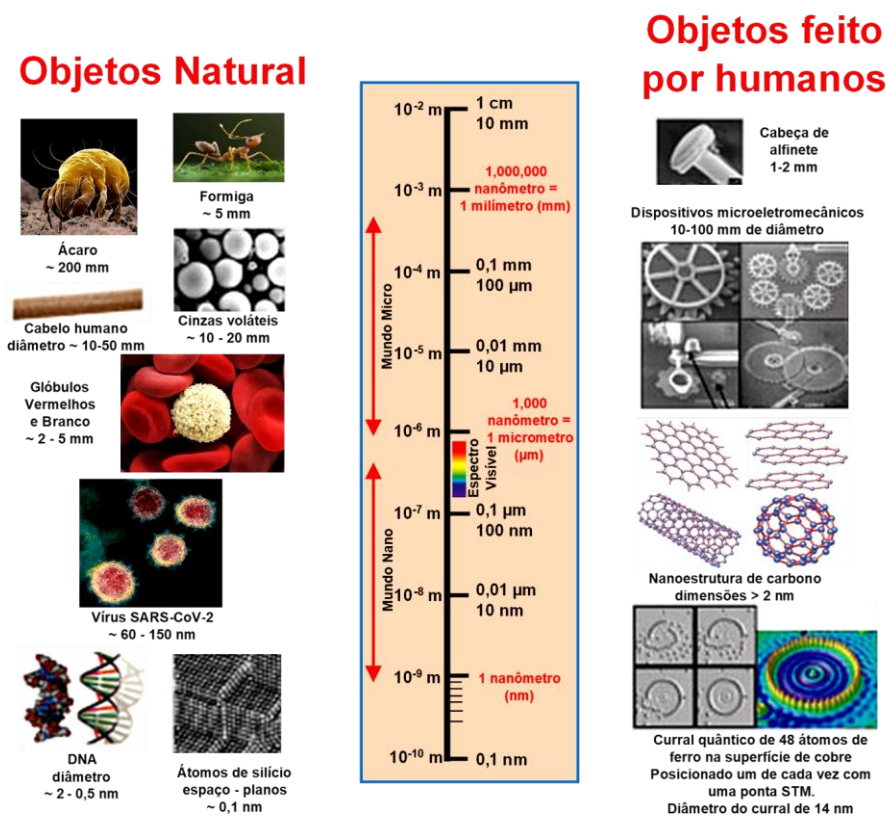 Objetos Natural
Ácaro
~ 200 mm
Formiga
~ 5 mm
Cabelo humano
diâmetro ~ 10-50 mm
Cinzas voláteis
~ 10 - 20 mm
Glóbulos
Vermelhos
e Branco
~ 2 - 5 mm
Vírus SARS-CoV-2
~ 60 - 150 nm
DNA
diâmetro
~ 2 - 0,5 nm
Átomos de silício
espaço - planos
~ 0,1 nm
10⁻² m
1 cm
10 mm
10⁻³ m
1,000,000
nanômetro =
1 milímetro (mm)
10⁻⁴ m
0,1 mm
100 µm
Mundo Micro
10⁻⁵ m
0,01 mm
10 µm
10⁻⁶ m
1,000
nanômetro =
1 micrometro
(µm)
Espectro
Visível
10⁻⁷ m
0,1 µm
100 nm
Mundo Nano
10⁻⁸ m
0,01 µm
10 nm
10⁻⁹ m
1 nanômetro
(nm)
10⁻¹⁰ m
0,1 nm
Objetos feito
por humanos
Cabeça de
alfinete
1-2 mm
Dispositivos microeletromecânicos
10-100 mm de diâmetro
Nanoestrutura de carbono
dimensões > 2 nm
Curral quântico de 48 átomos de
ferro na superfície de cobre
Posicionado um de cada vez com
uma ponta STM.
Diâmetro do curral de 14 nm